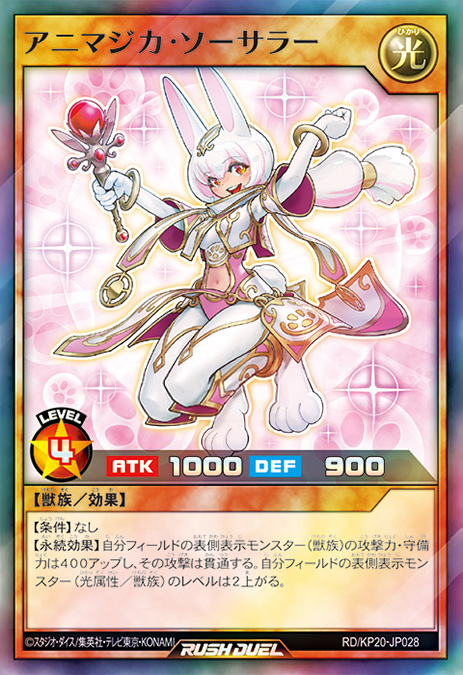 アニマジカ・ソーサラー
ひかり
光
LEVEL
4
ATK 1000 DEF 900
【獣族／効果】
【条件】なし
【永続効果】自分フィールドの表側表示モンスター（獣族）の攻撃力・守備
力は４００アップし、その攻撃は貫通する。自分フィールドの表側表示モン
スター（光属性／獣族）のレベルは２上がる。
©スタジオ・ダイス/集英社・テレビ東京・KONAMI
RUSH DUEL
RD/KP20-JP028